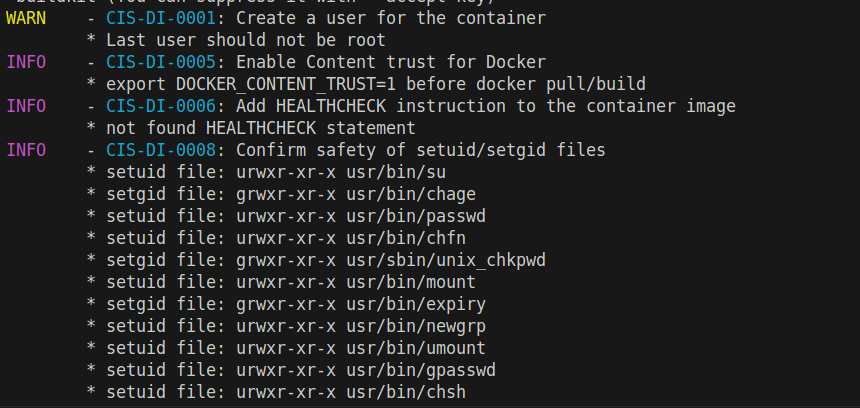 WARN - CIS-DI-0001: Create a user for the container
* Last user should not be root
INFO - CIS-DI-0005: Enable Content trust for Docker
* export DOCKER_CONTENT_TRUST=1 before docker pull/build
INFO - CIS-DI-0006: Add HEALTHCHECK instruction to the container image
* not found HEALTHCHECK statement
INFO - CIS-DI-0008: Confirm safety of setuid/setgid files
* setuid file: urwxr-xr-x usr/bin/su
* setgid file: grwxr-xr-x usr/bin/chage
* setuid file: urwxr-xr-x usr/bin/passwd
* setuid file: urwxr-xr-x usr/bin/chfn
* setgid file: grwxr-xr-x usr/sbin/unix_chkpwd
* setuid file: urwxr-xr-x usr/bin/mount
* setgid file: grwxr-xr-x usr/bin/expiry
* setuid file: urwxr-xr-x usr/bin/newgrp
* setuid file: urwxr-xr-x usr/bin/umount
* setuid file: urwxr-xr-x usr/bin/gpasswd
* setuid file: urwxr-xr-x usr/bin/chsh